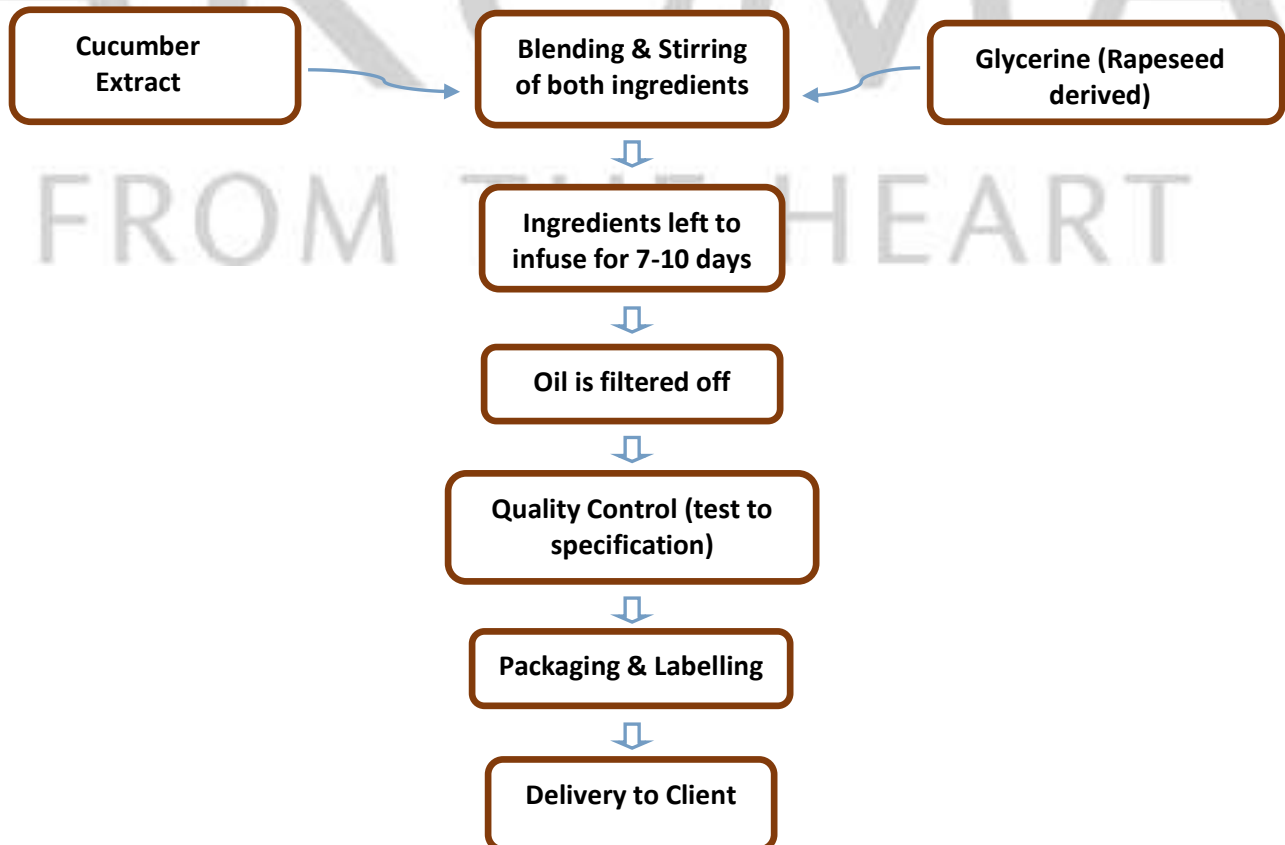 Cucumber
Extract
Blending & Stirring
of both ingredients
Glycerine (Rapeseed
derived)
FROM THE HEART
Ingredients left to
infuse for 7-10 days
Oil is filtered off
Quality Control (test to
specification)
Packaging & Labelling
Delivery to Client